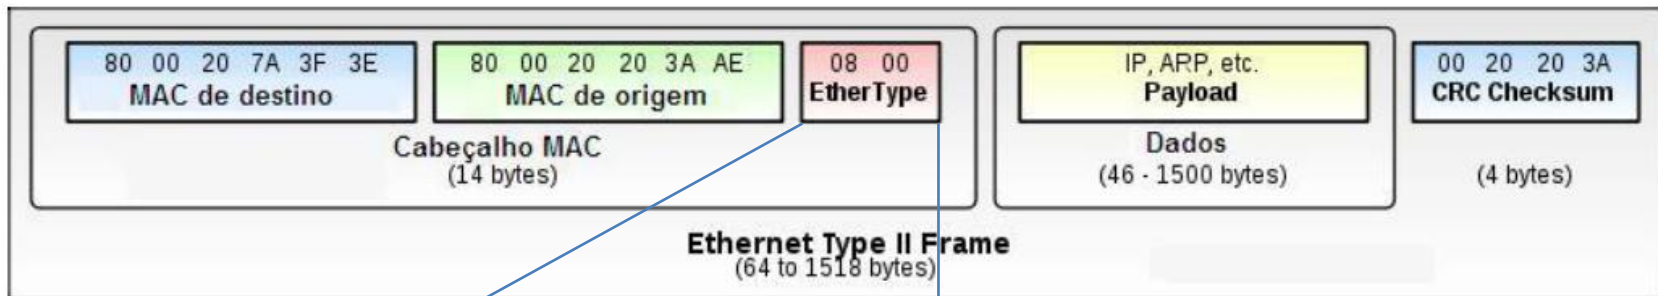 80 00 20 7A 3F 3E
MAC de destino
80 00 20 20 3A AE
MAC de origem
08 00
EtherType
Cabeçalho MAC
(14 bytes)
IP, ARP, etc.
Payload
Dados
(46 - 1500 bytes)
00 20 20 3A
CRC Checksum
(4 bytes)
Ethernet Type II Frame
(64 to 1518 bytes)